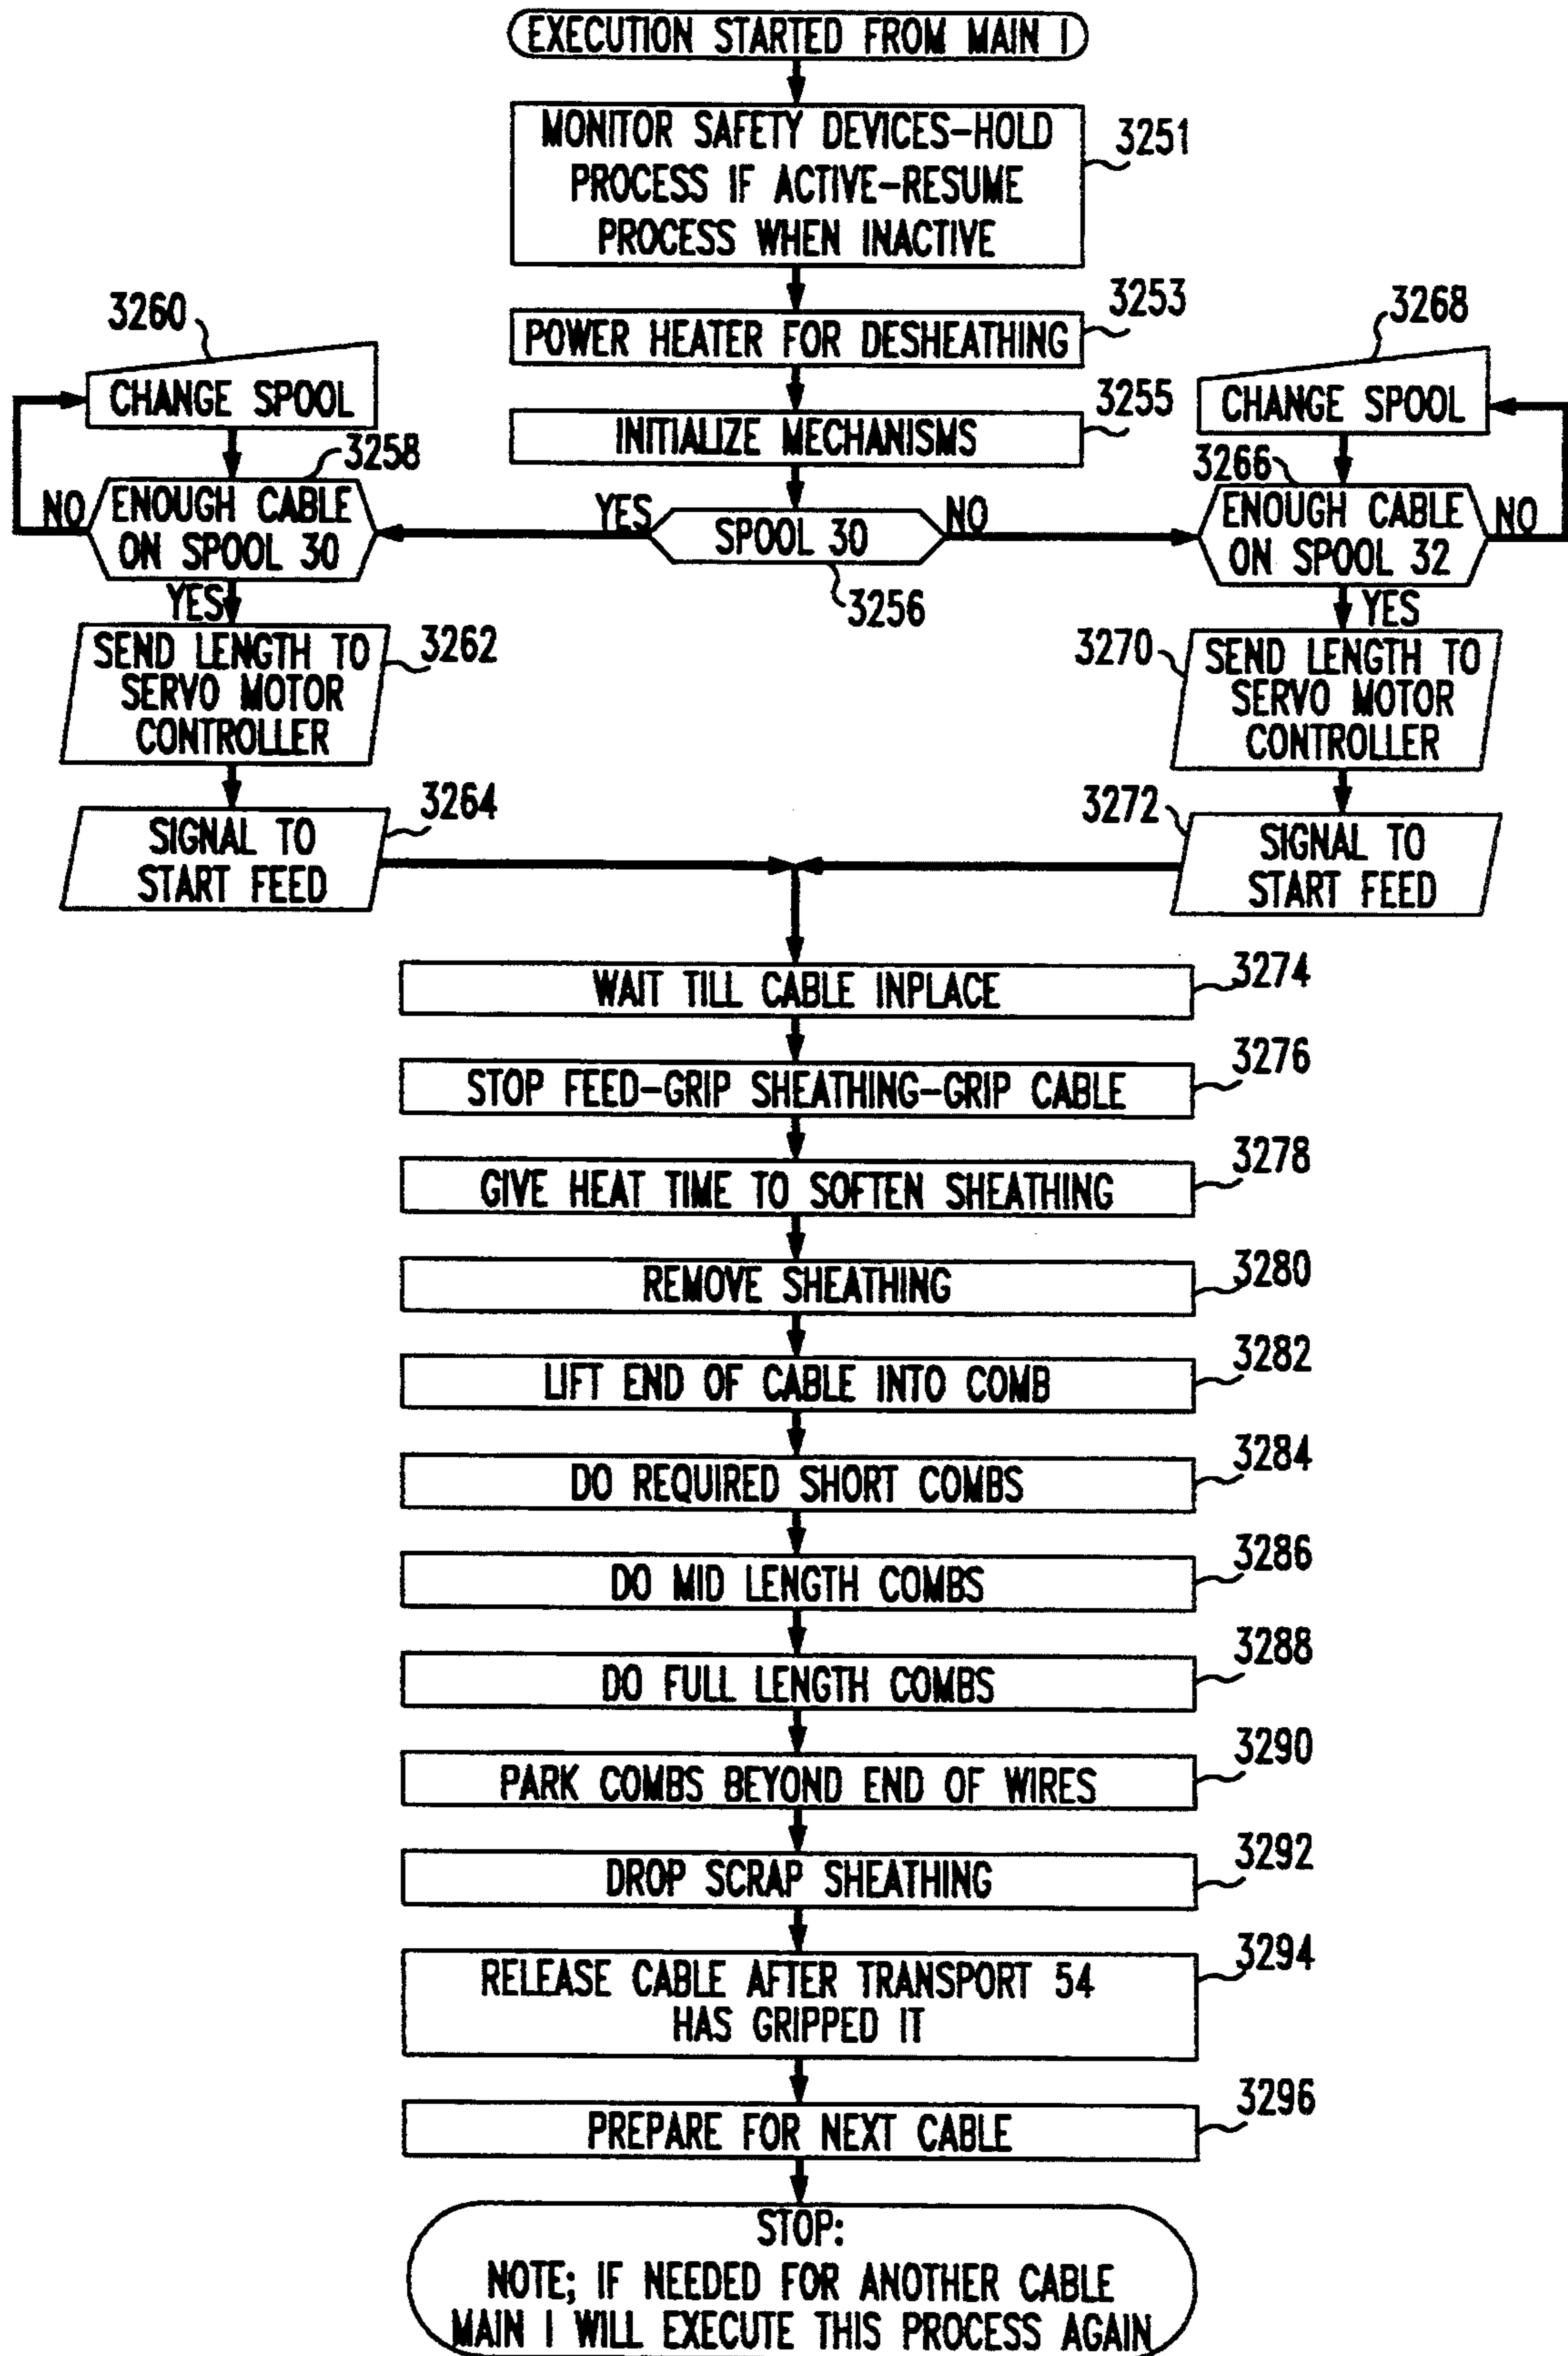 EXECUTION STARTED FROM MAIN 1
MONITOR SAFETY DEVICES-HOLD
PROCESS IF ACTIVE-RESUME
PROCESS WHEN INACTIVE
3251
POWER HEATER FOR DESHEATHING
3253
INITIALIZE MECHANISMS
3255
SPOOL 30
3256
YES
NO
3260
CHANGE SPOOL
3258
ENOUGH CABLE
ON SPOOL 30
NO
YES
SEND LENGTH TO
SERVO MOTOR
CONTROLLER
3262
SIGNAL TO
START FEED
3264
3268
CHANGE SPOOL
3266
ENOUGH CABLE
ON SPOOL 32
NO
YES
3270
SEND LENGTH TO
SERVO MOTOR
CONTROLLER
3272
SIGNAL TO
START FEED
WAIT TILL CABLE INPLACE
3274
STOP FEED-GRIP SHEATHING-GRIP CABLE
3276
GIVE HEAT TIME TO SOFTEN SHEATHING
3278
REMOVE SHEATHING
3280
LIFT END OF CABLE INTO COMB
3282
DO REQUIRED SHORT COMBS
3284
DO MID LENGTH COMBS
3286
DO FULL LENGTH COMBS
3288
PARK COMBS BEYOND END OF WIRES
3290
DROP SCRAP SHEATHING
3292
RELEASE CABLE AFTER TRANSPORT 54
HAS GRIPPED IT
3294
PREPARE FOR NEXT CABLE
3296
STOP:
NOTE; IF NEEDED FOR ANOTHER CABLE
MAIN 1 WILL EXECUTE THIS PROCESS AGAIN